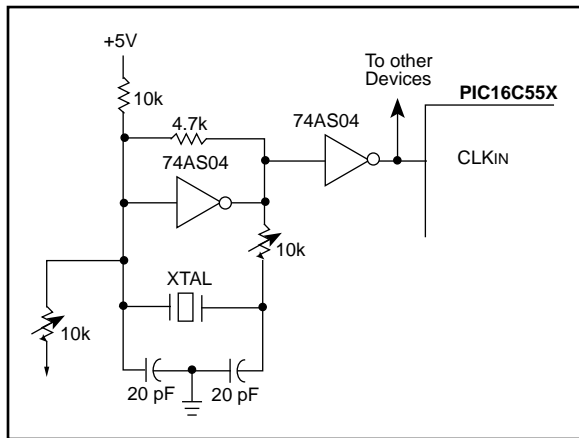 +5V
10k
4.7k
74AS04
74AS04
To other
Devices
PIC16C55X
CLKIN
10k
XTAL
10k
20 pF
20 pF